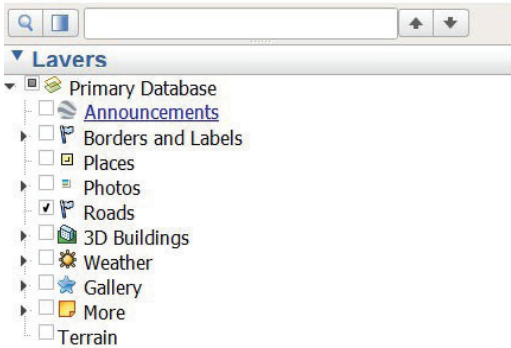 Layers
Primary Database
Announcements
Borders and Labels
Places
Photos
Roads
3D Buildings
Weather
Gallery
More
Terrain